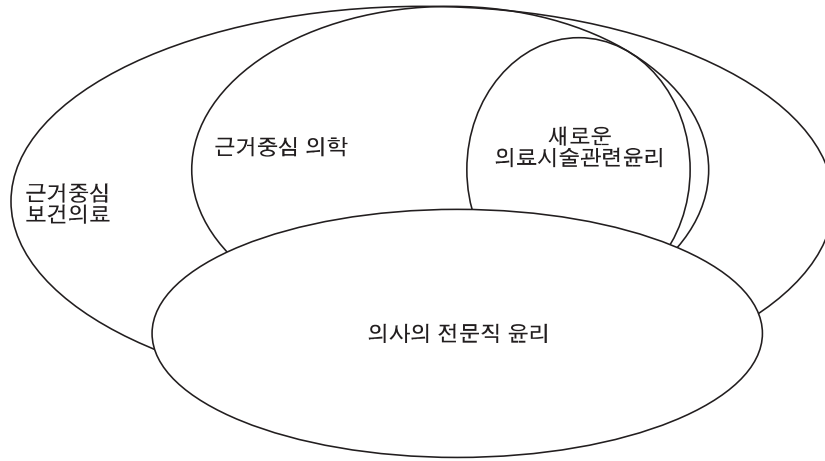 새로운
의료시술관련윤리
근거중심 의학
근거중심
보건의료
의사의 전문직 윤리